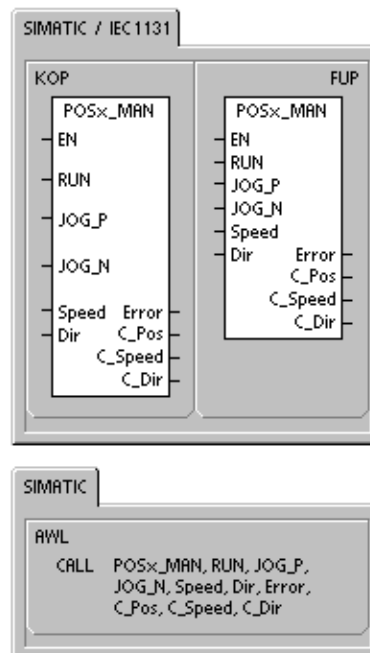 SIMATIC / IEC1131
KOP
POSx_MAN
EN
RUN
JOG_P
JOG_N
Speed Error
Dir C_Pos
C_Speed
C_Dir
FUP
POSx_MAN
EN
RUN
JOG_P
JOG_N
Speed
Dir Error
C_Pos
C_Speed
C_Dir
SIMATIC
AWL
CALL POSx_MAN, RUN, JOG_P,
JOG_N, Speed, Dir, Error,
C_Pos, C_Speed, C_Dir